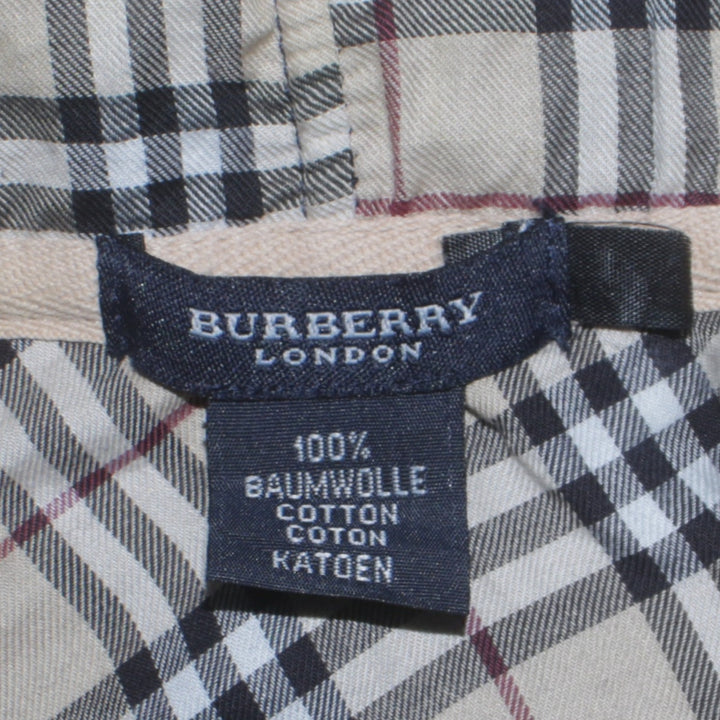 BURBERRY
LONDON
100%
BAUMWOLLE
COTTON
COTON
KATOEN